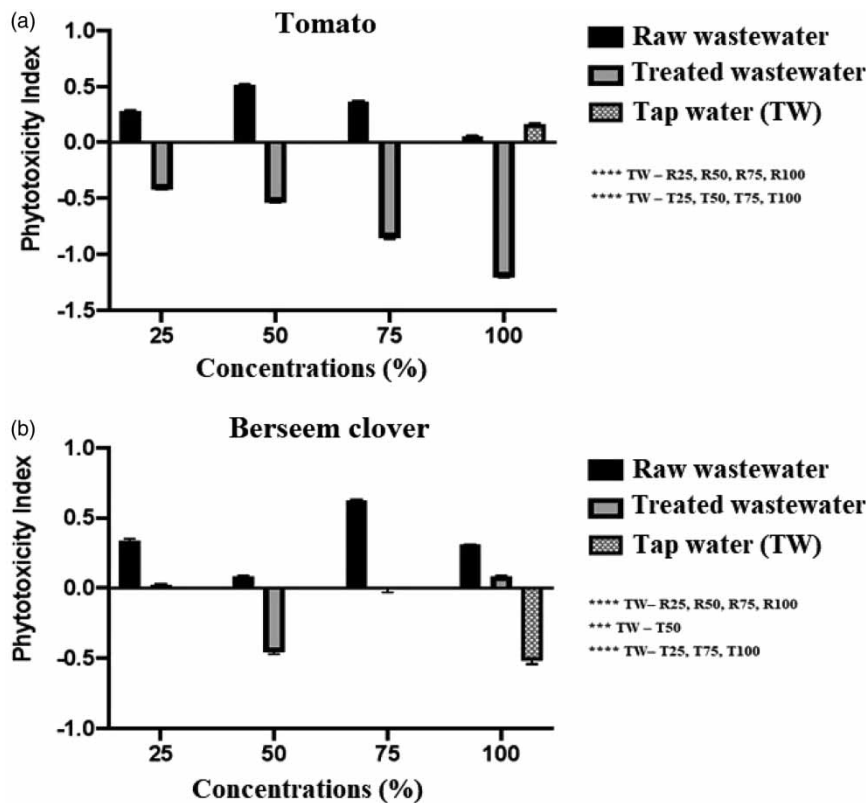 (a)
Tomato
1.0
0.5
0.0
-0.5
-1.0
-1.5
Phytotoxicity Index
25 50 75 100
Concentrations (%)
Raw wastewater
Treated wastewater
Tap water (TW)
**** TW – R25, R50, R75, R100
**** TW – T25, T50, T75, T100
(b)
Berseem clover
1.0
0.5
0.0
-0.5
-1.0
Phytotoxicity Index
25 50 75 100
Concentrations (%)
Raw wastewater
Treated wastewater
Tap water (TW)
**** TW– R25, R50, R75, R100
*** TW – T50
**** TW– T25, T75, T100